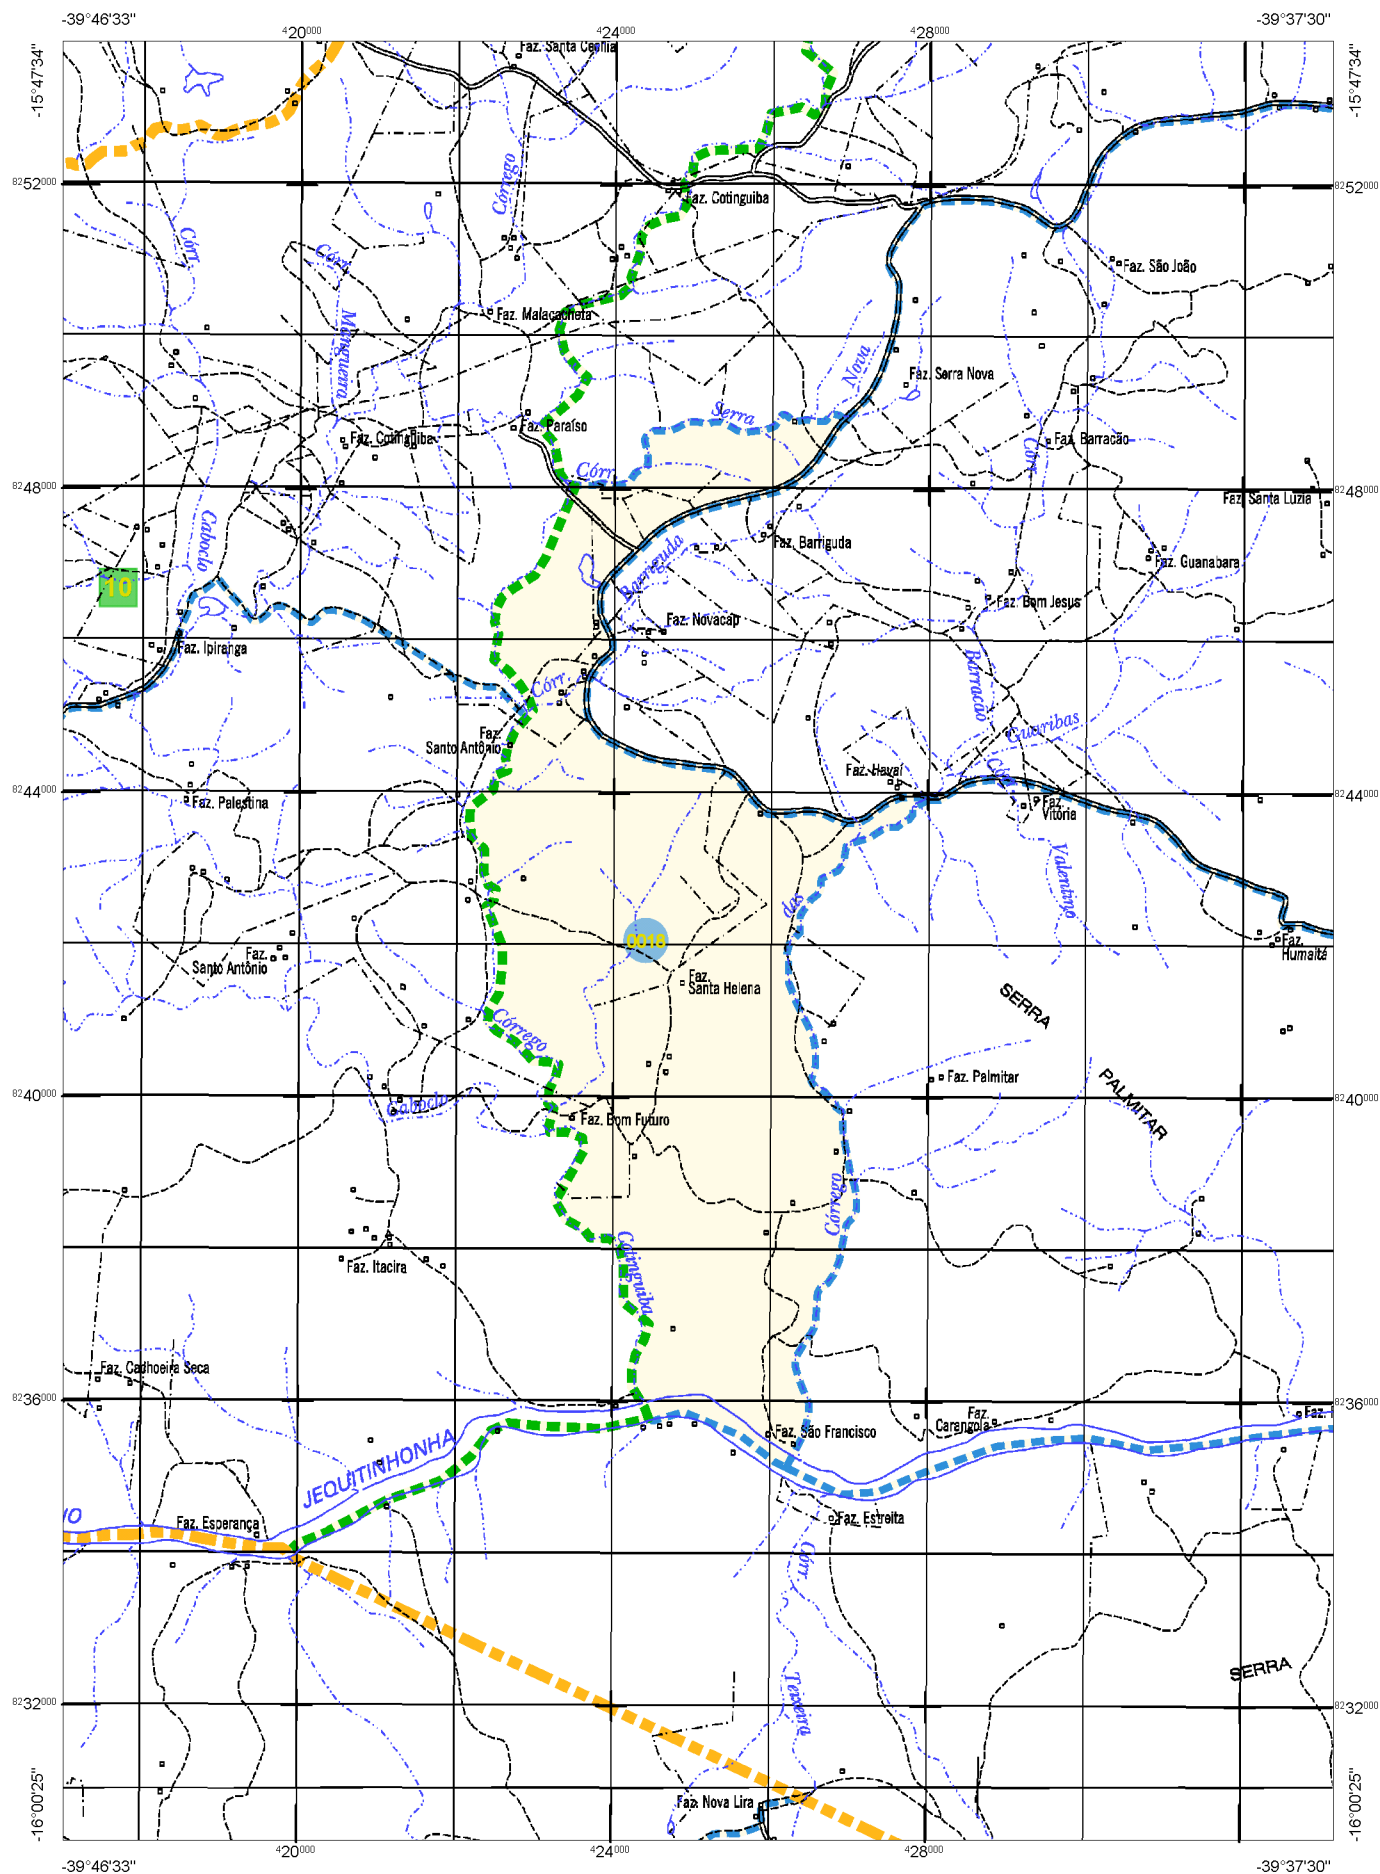 -39°46'33"
-39°37'30"
420000
424000
428000
-15°47'34"
-15°47'34"
Faz. Santa Cecília
Córrego
8252000
8252000
Faz. Cotinguiba
Córr
Córr
Faz. São João
Faz. Malacacheta
Manguerra
Nova
Faz. Serra Nova
Serra
Faz. Paraíso
Faz. Cotinguiba
Faz. Barracão
Córr
Córr
8248000
8248000
Faz. Santa Luzia
Caboclo
Barriguda
Faz. Barriguda
Faz. Guanabara
10
Faz. Bom Jesus
Faz. Novacap
Faz. Ipiranga
Barracão
Córr
Guaribas
Faz.
Santo Antônio
Córr
Faz. Havaí
8244000
8244000
Faz. Palestina
Faz.
Vitória
Valentino
das
0018
Faz.
Santo Antônio
Faz.
Humaitá
Faz.
Santa Helena
SERRA
Córrego
Faz. Palmitar
PALMITAR
8240000
8240000
Caboclo
Faz. Bom Futuro
Córrego
Catinguiba
Faz. Itacira
Faz. Cachoeira Seca
8236000
8236000
Faz.
Carangola
Faz.
Faz. São Francisco
JEQUITINHONHA
IO
Faz. Esperança
Faz. Estreita
Córr.
SERRA
Teixeira
8232000
8232000
-16°00'25"
-16°00'25"
Faz. Nova Lira
420000
424000
428000
-39°46'33"
-39°37'30"